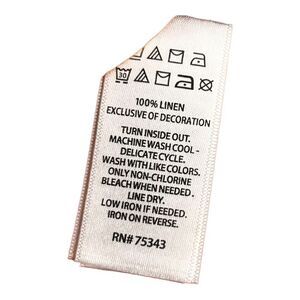 30
100% LINEN
EXCLUSIVE OF DECORATION
TURN INSIDE OUT.
MACHINE WASH COOL -
DELICATE CYCLE.
WASH WITH LIKE COLORS.
ONLY NON-CHLORINE
BLEACH WHEN NEEDED.
LINE DRY.
LOW IRON IF NEEDED.
IRON ON REVERSE.
RN# 75343